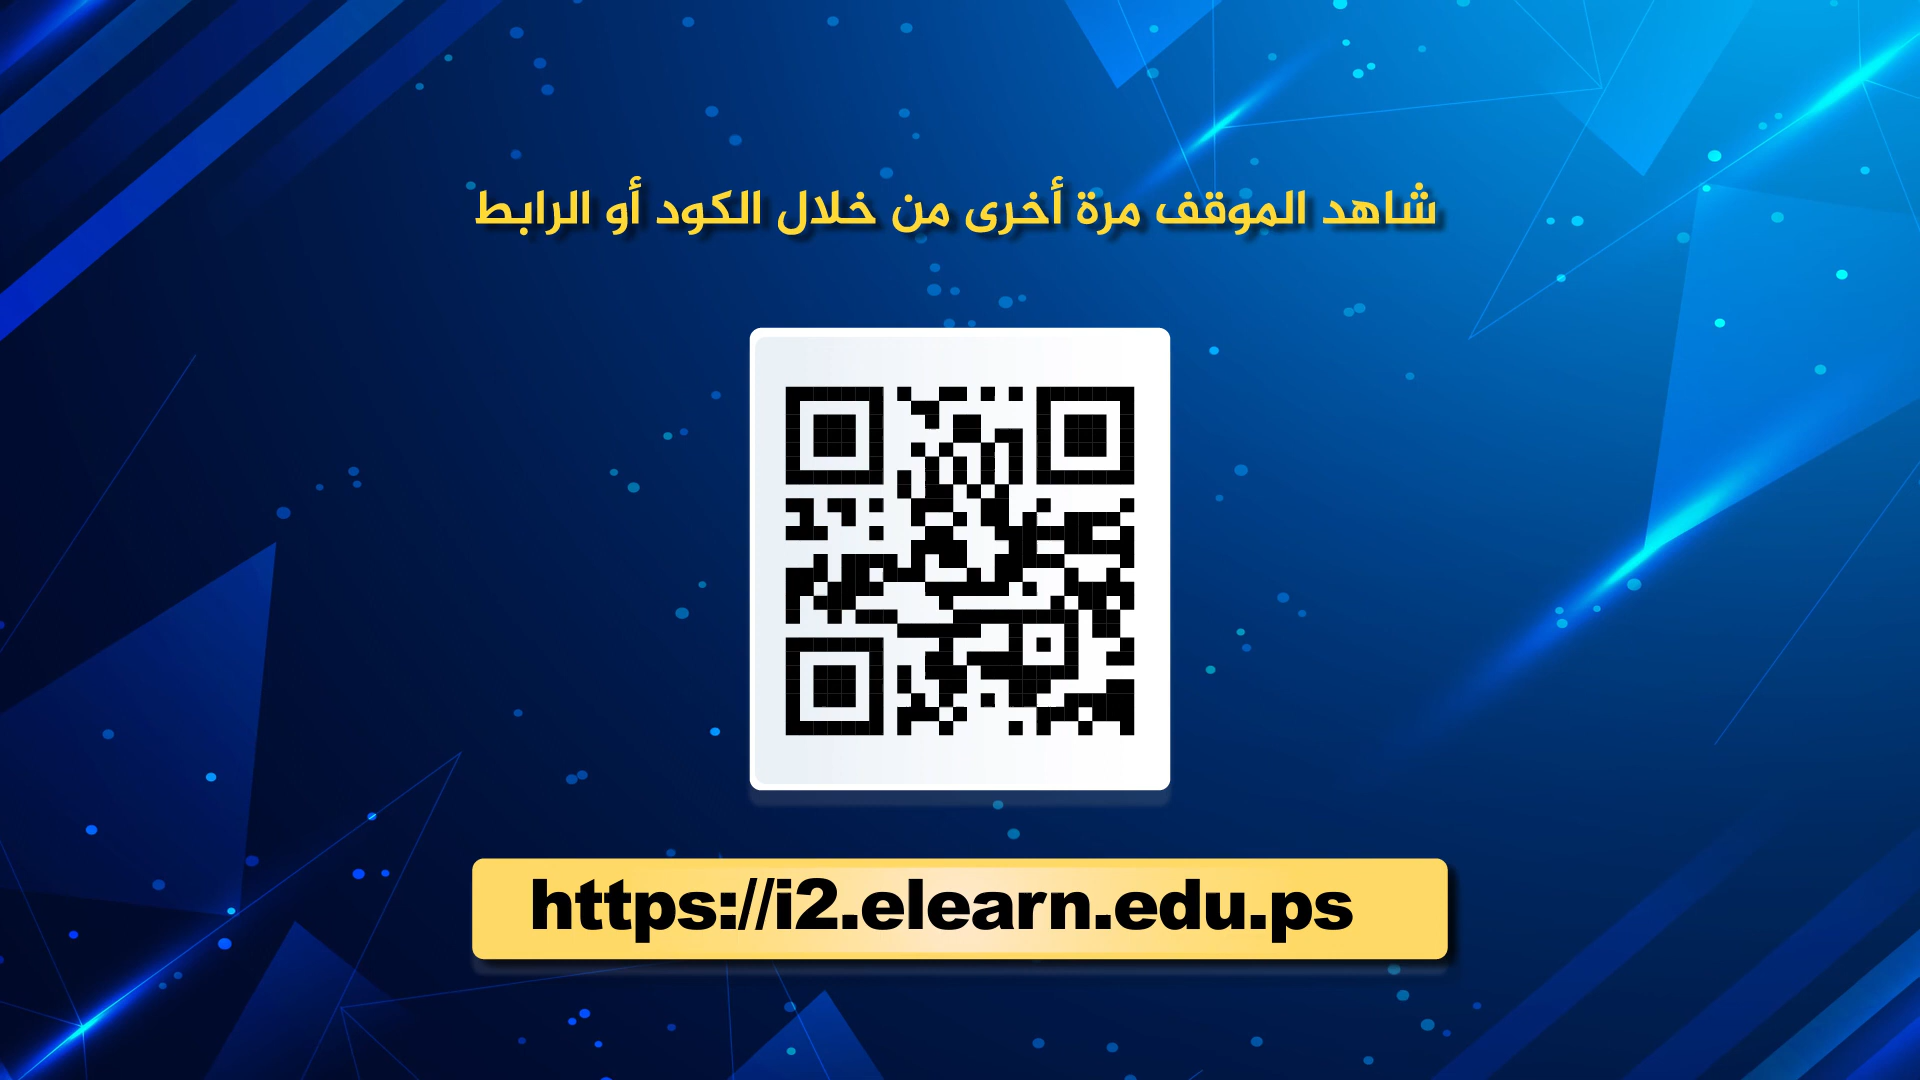 شاهد الموقف مرة أخرى من خلال الكود أو الرابط
https://i2.elearn.edu.ps